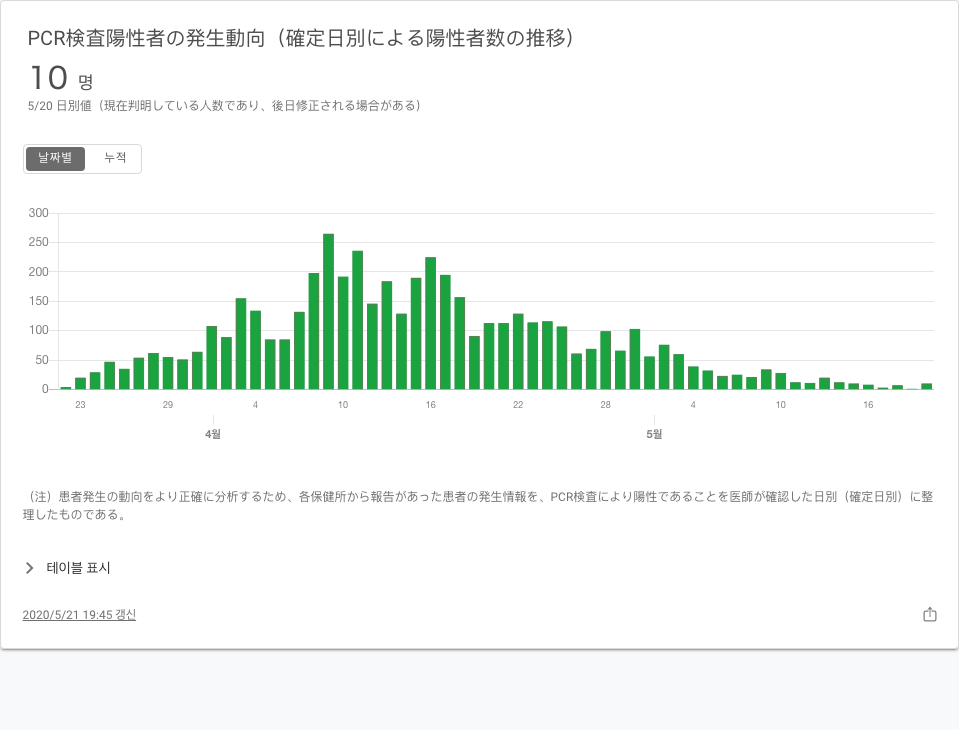 PCR検査陽性者の発生動向（確定日別による陽性者数の推移）
10 명
5/20 日別値（現在判明している人数であり、後日修正される場合がある）
날짜별 누적
300
250
200
150
100
50
0
23 29 4 10 16 22 28 4 10 16
4월 5월
（注）患者発生の動向をより正確に分析するため、各保健所から報告があった患者の発生情報を、PCR検査により陽性であることを医師が確認した日別（確定日別）に整
理したものである。
테이블 표시
2020/5/21 19:45 갱신